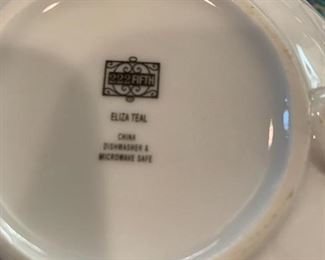 222 FIFTH
ELIZA TEAL
CHINA
DISHWASHER &
MICROWAVE SAFE